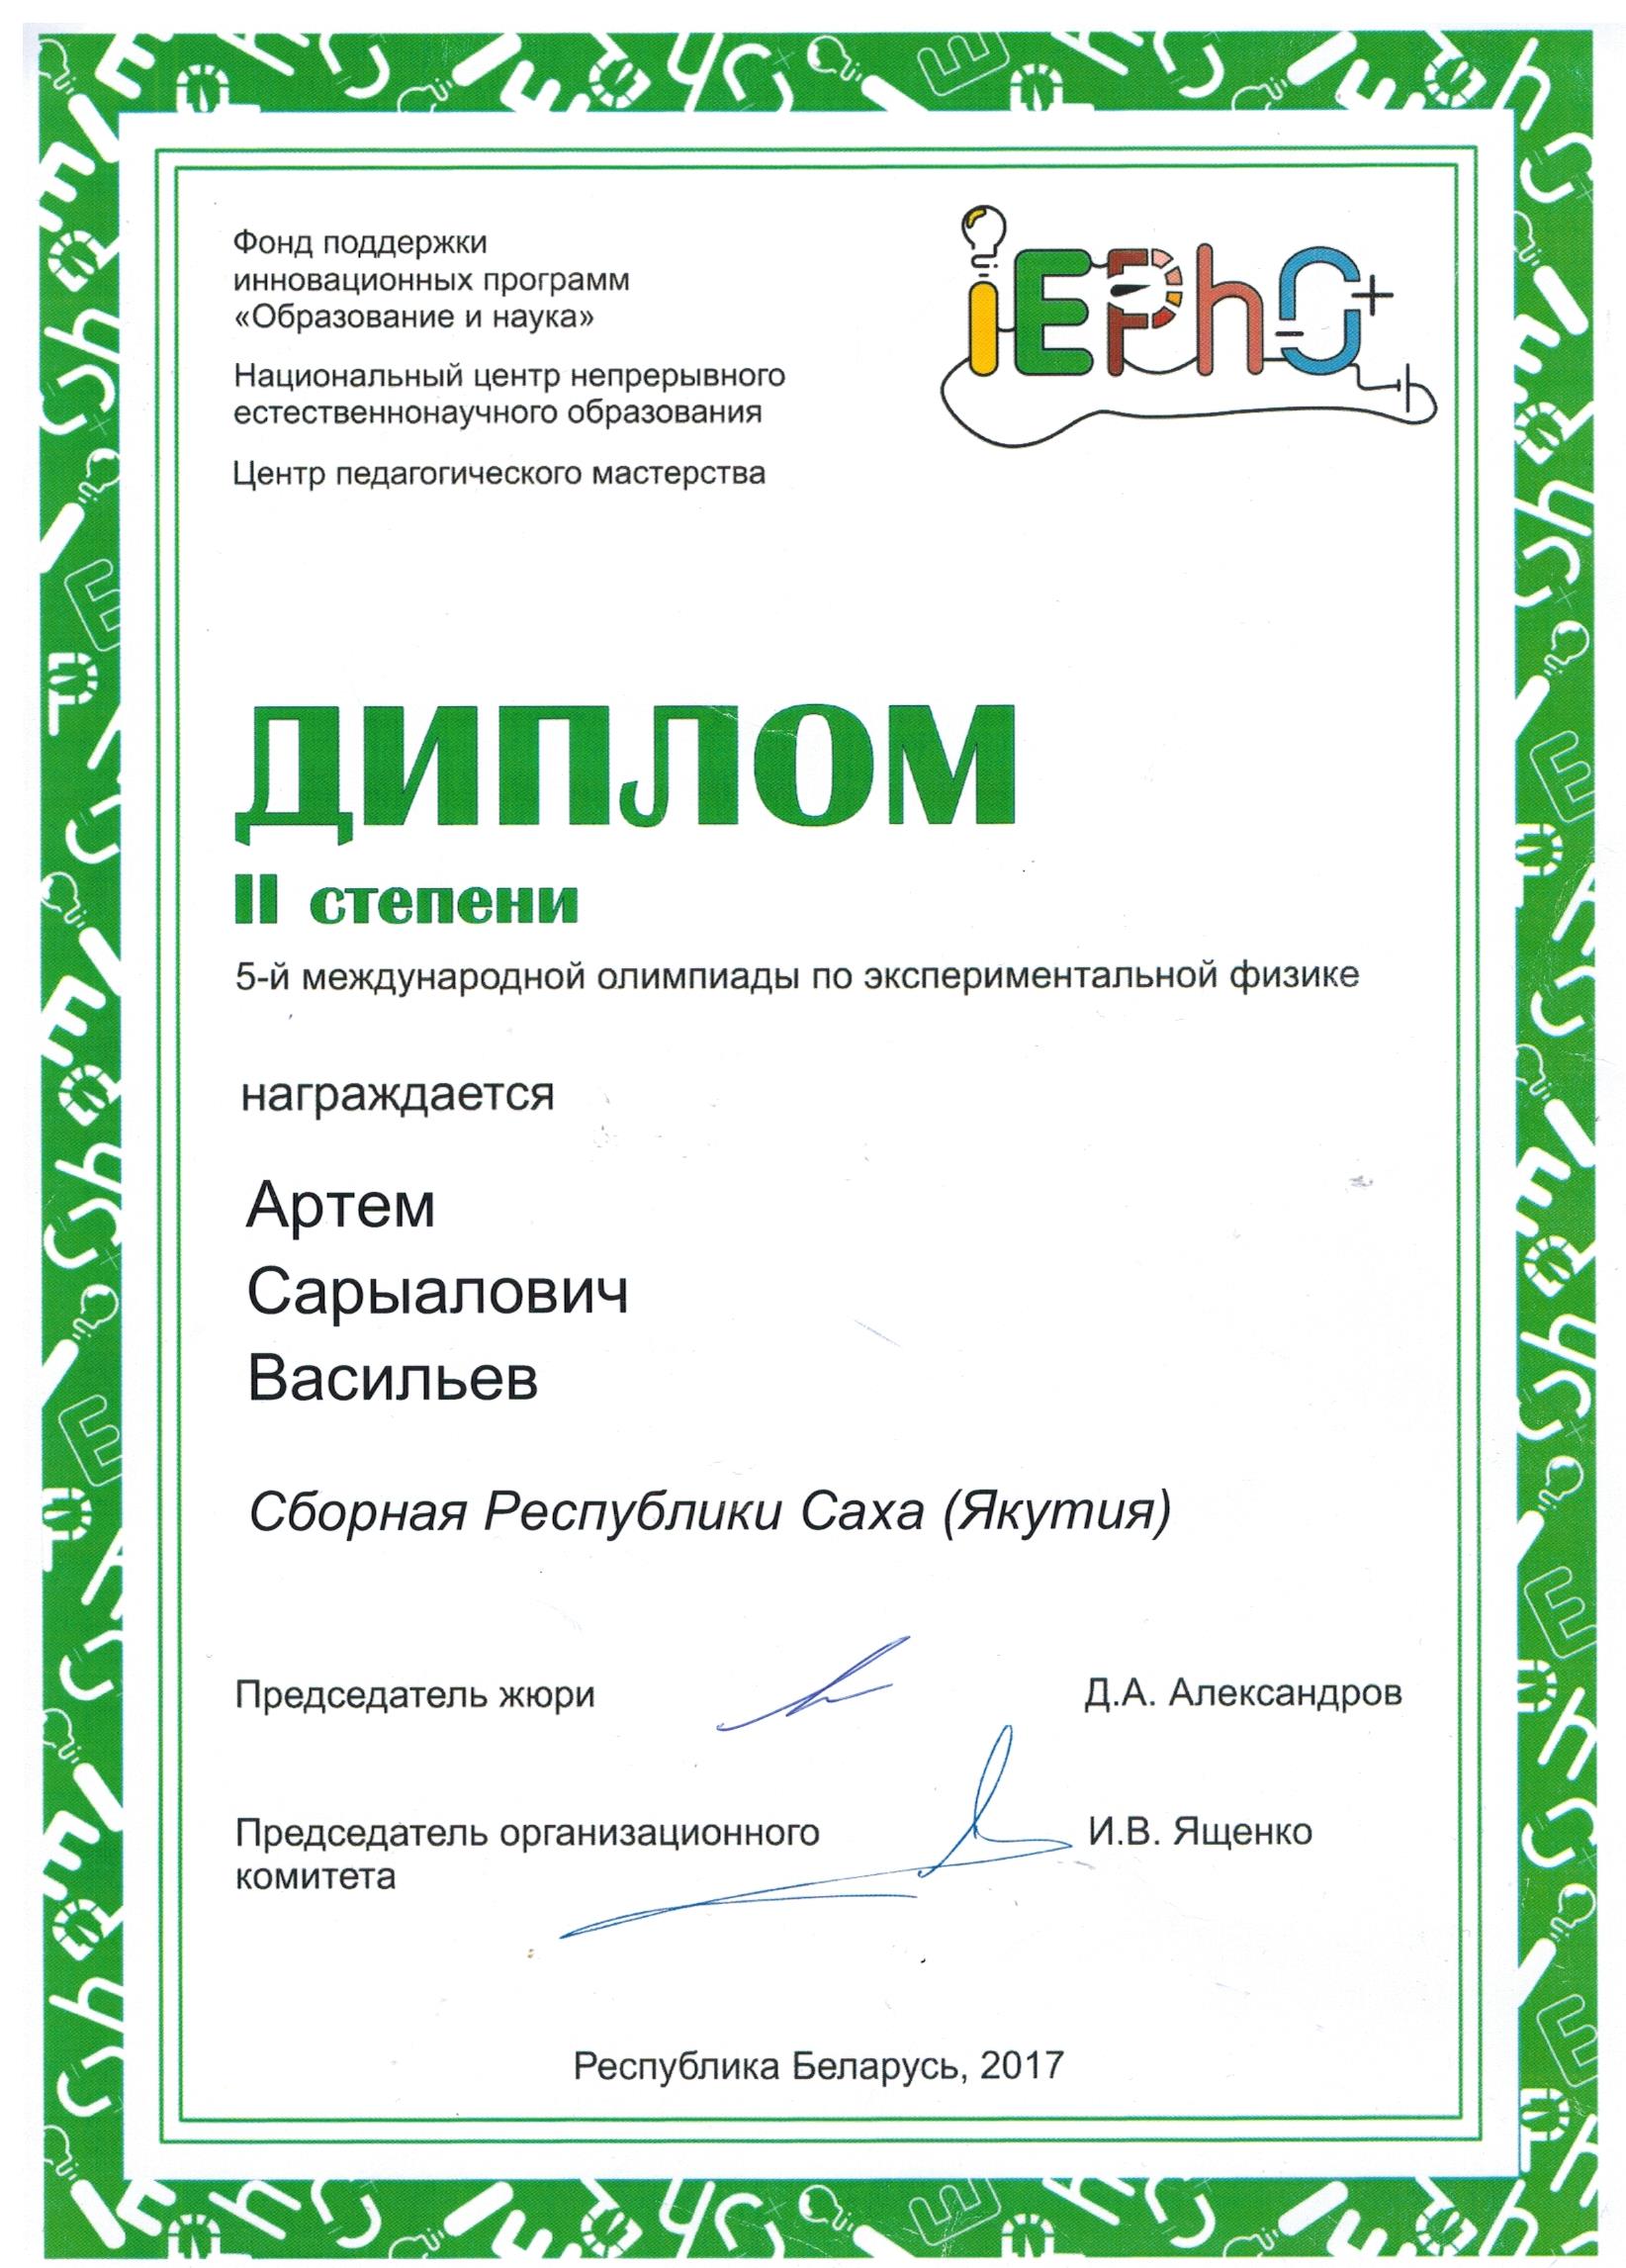 Фонд поддержки
инновационных программ
«Образование и наука»
Национальный центр непрерывного
естественнонаучного образования
Центр педагогического мастерства
iEPhO
ДИПЛОМ
II степени
5-й международной олимпиады по экспериментальной физике
награждается
Артем
Сарыалович
Васильев
Сборная Республики Саха (Якутия)
Председатель жюри Д.А. Александров
Председатель организационного И.В. Ященко
комитета
Республика Беларусь, 2017